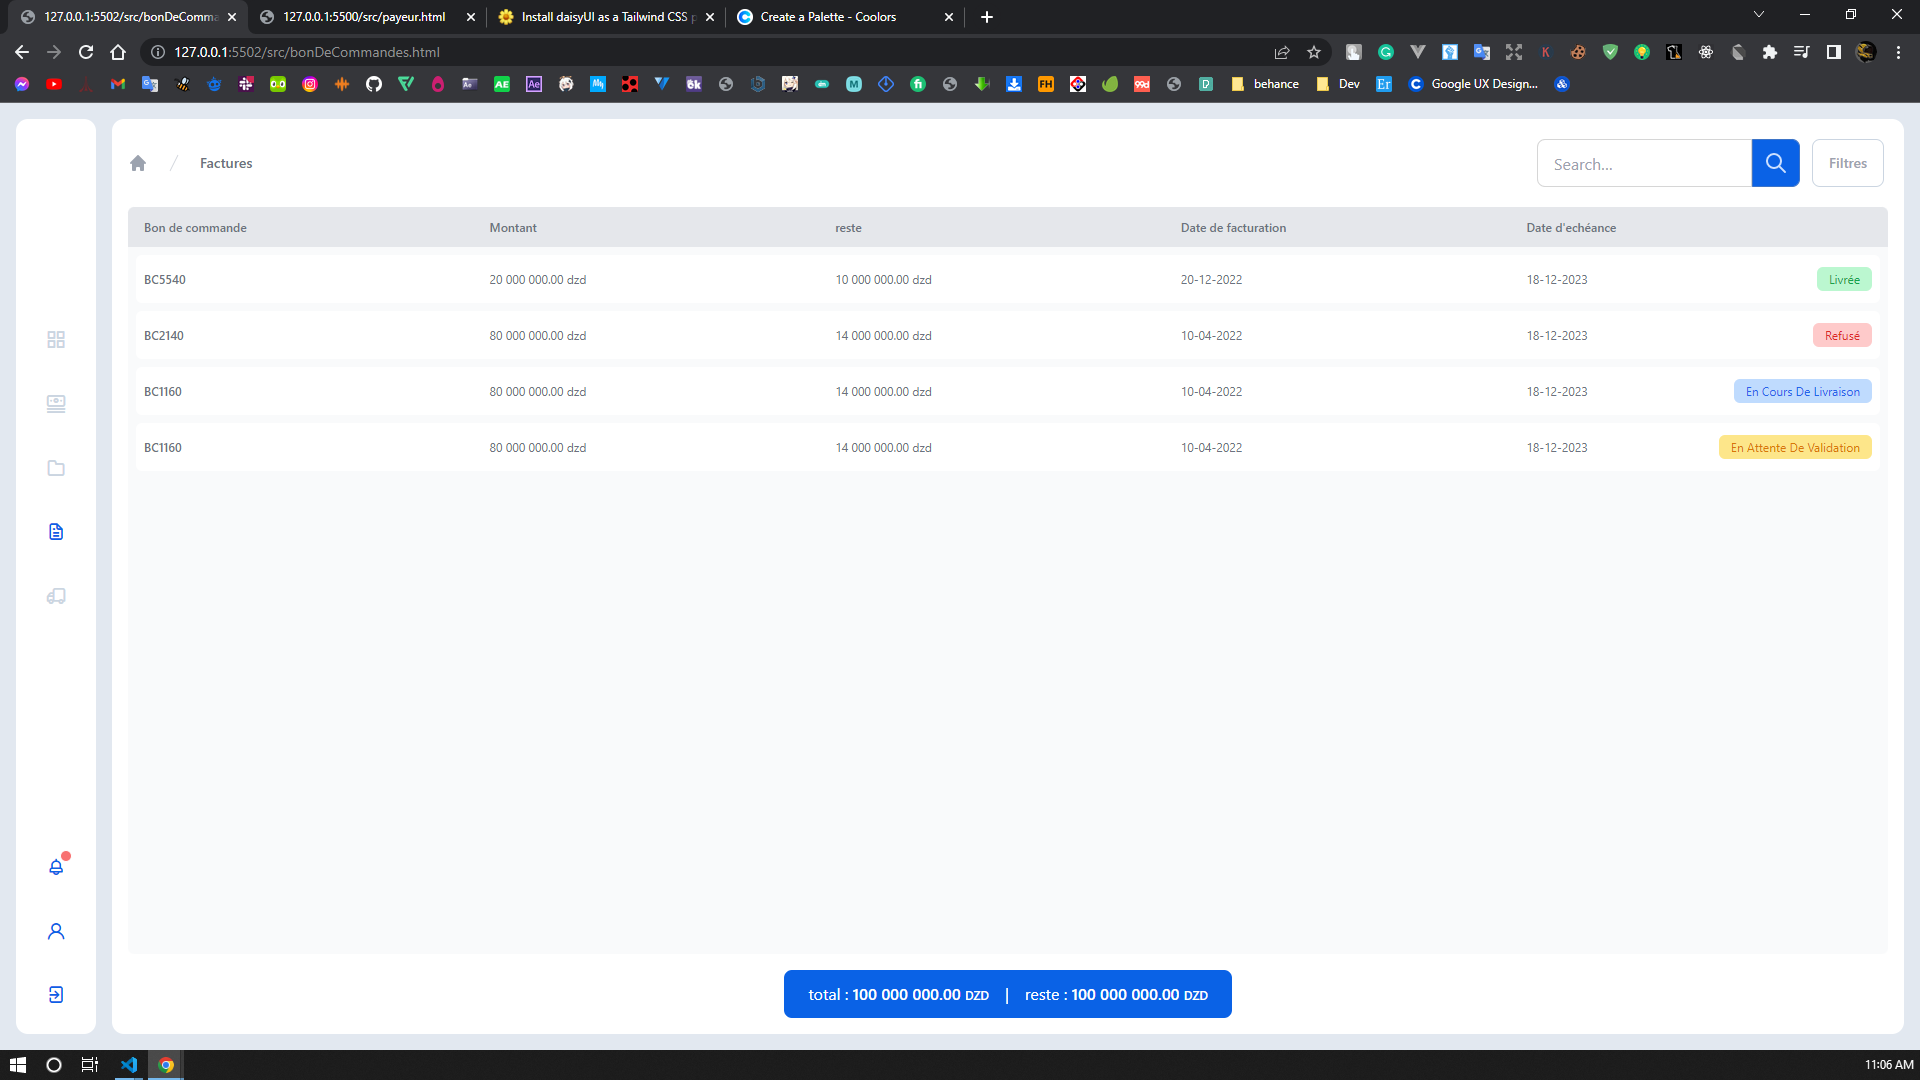 127.0.0.1:5502/src/bonDeComma
127.0.0.1:5500/src/payeur.html
Install daisyUI as a Tailwind CSS p
Create a Palette - Coolors
127.0.0.1:5502/src/bonDeCommandes.html
behance
Dev
Google UX Design...
Factures
Search...
Filtres
Bon de commande Montant reste Date de facturation Date d'echéance
BC5540 20 000 000.00 dzd 10 000 000.00 dzd 20-12-2022 18-12-2023 Livrée
BC2140 80 000 000.00 dzd 14 000 000.00 dzd 10-04-2022 18-12-2023 Refusé
BC1160 80 000 000.00 dzd 14 000 000.00 dzd 10-04-2022 18-12-2023 En Cours De Livraison
BC1160 80 000 000.00 dzd 14 000 000.00 dzd 10-04-2022 18-12-2023 En Attente De Validation
total : 100 000 000.00 DZD | reste : 100 000 000.00 DZD
11:06 AM